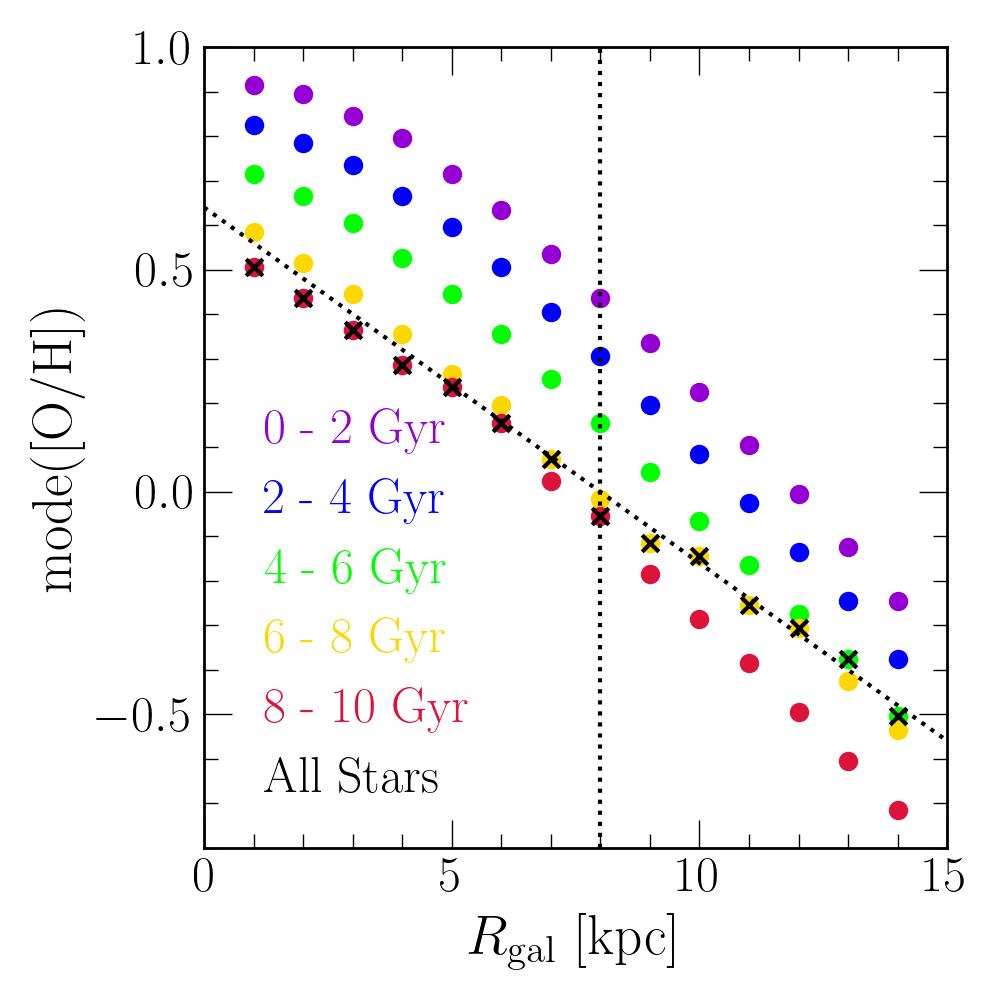 1.0
0.5
0.0
−0.5
mode([O/H])
0 - 2 Gyr
2 - 4 Gyr
4 - 6 Gyr
6 - 8 Gyr
8 - 10 Gyr
All Stars
0 5 10 15
R_gal [kpc]